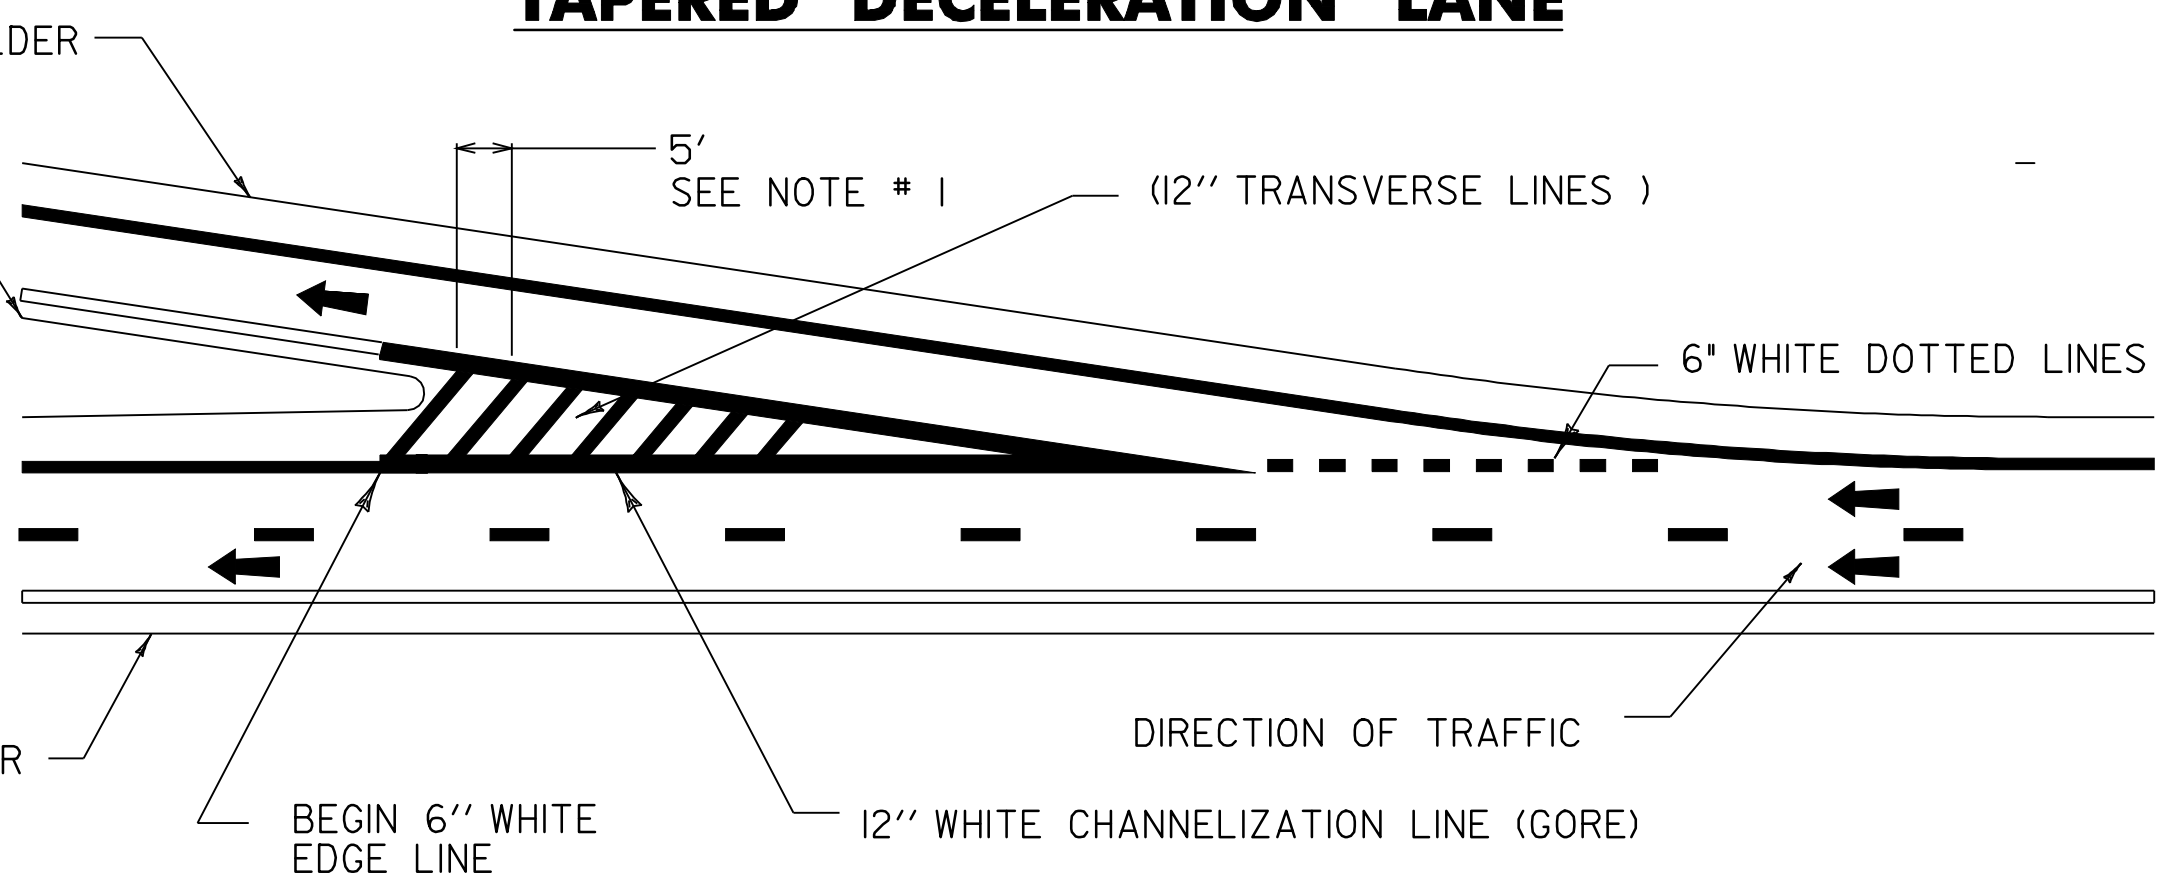 TAPERED DECELERATION LANE
LDER
5'
SEE NOTE # 1
(12'' TRANSVERSE LINES )
6" WHITE DOTTED LINES
DIRECTION OF TRAFFIC
R
BEGIN 6'' WHITE
EDGE LINE
12'' WHITE CHANNELIZATION LINE (GORE)